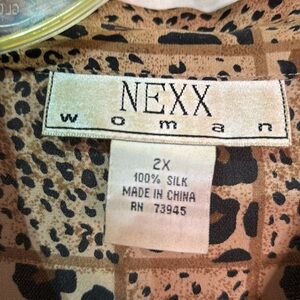 NEXX
woman
2X
100% SILK
MADE IN CHINA
RN 73945